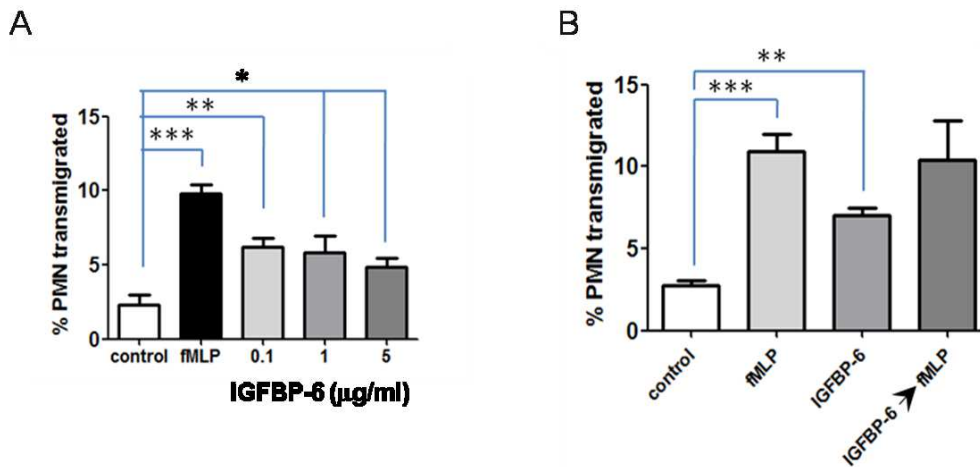 A
*
**
***
15
10
5
0
% PMN transmigrated
control fMLP 0.1 1 5
IGFBP-6 (µg/ml)
B
**
***
15
10
5
0
% PMN transmigrated
control
fMLP
IGFBP-6
IGFBP-6 ➤ fMLP